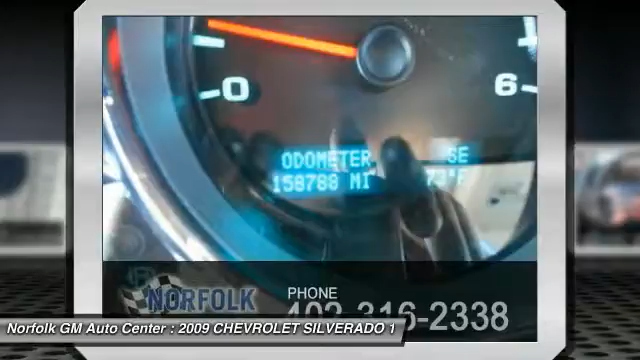 0 6
ODOMETER SE
158788 MI 73°F
NORFOLK
PHONE
402-316-2338
Norfolk GM Auto Center : 2009 CHEVROLET SILVERADO 1